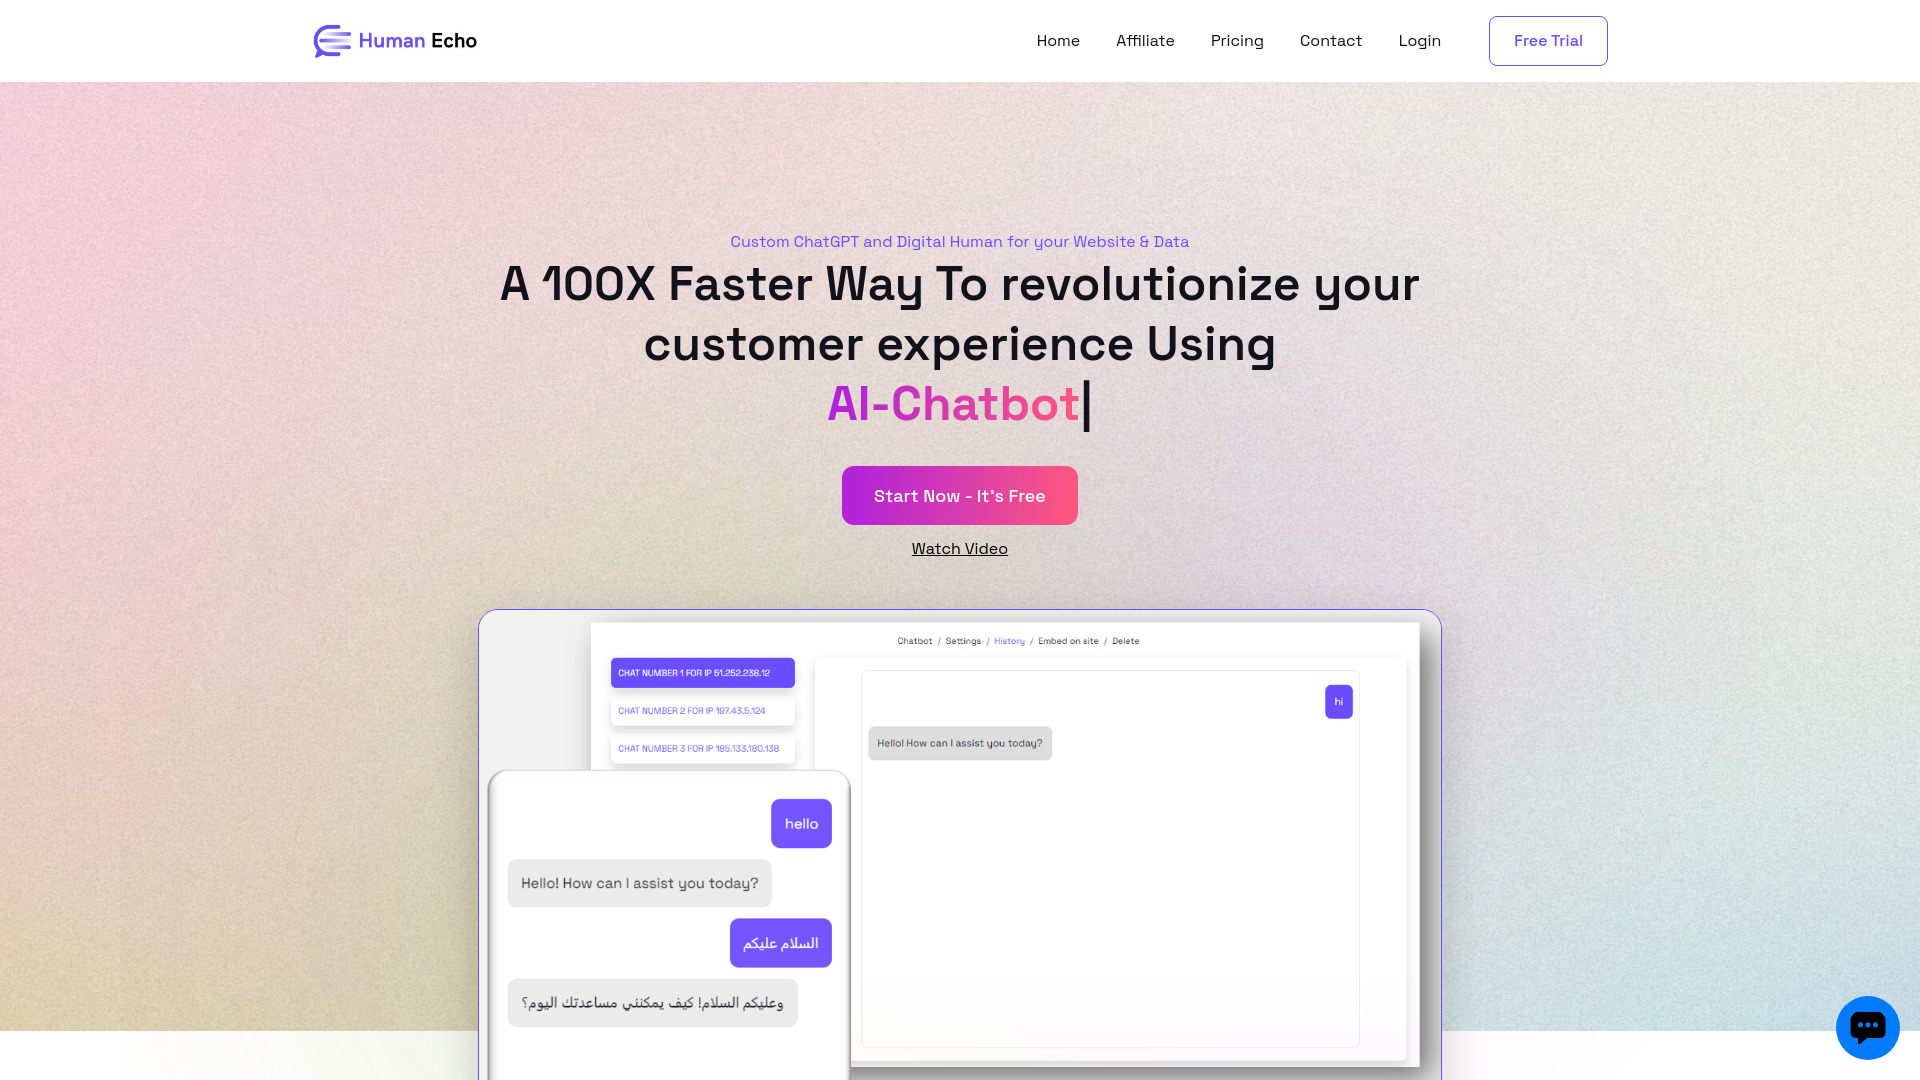 Human Echo
Home
Affiliate
Pricing
Contact
Login
Free Trial
Custom ChatGPT and Digital Human for your Website & Data
A 100X Faster Way To revolutionize your
customer experience Using
AI-Chatbot|
Start Now - It's Free
Watch Video
Chatbot / Settings / History / Embed on site / Delete
CHAT NUMBER 1 FOR IP 51.252.238.12
CHAT NUMBER 2 FOR IP 197.43.5.124
CHAT NUMBER 3 FOR IP 185.133.180.138
hi
Hello! How can I assist you today?
hello
Hello! How can I assist you today?
السلام عليكم
وعليكم السلام! كيف يمكنني مساعدتك اليوم؟